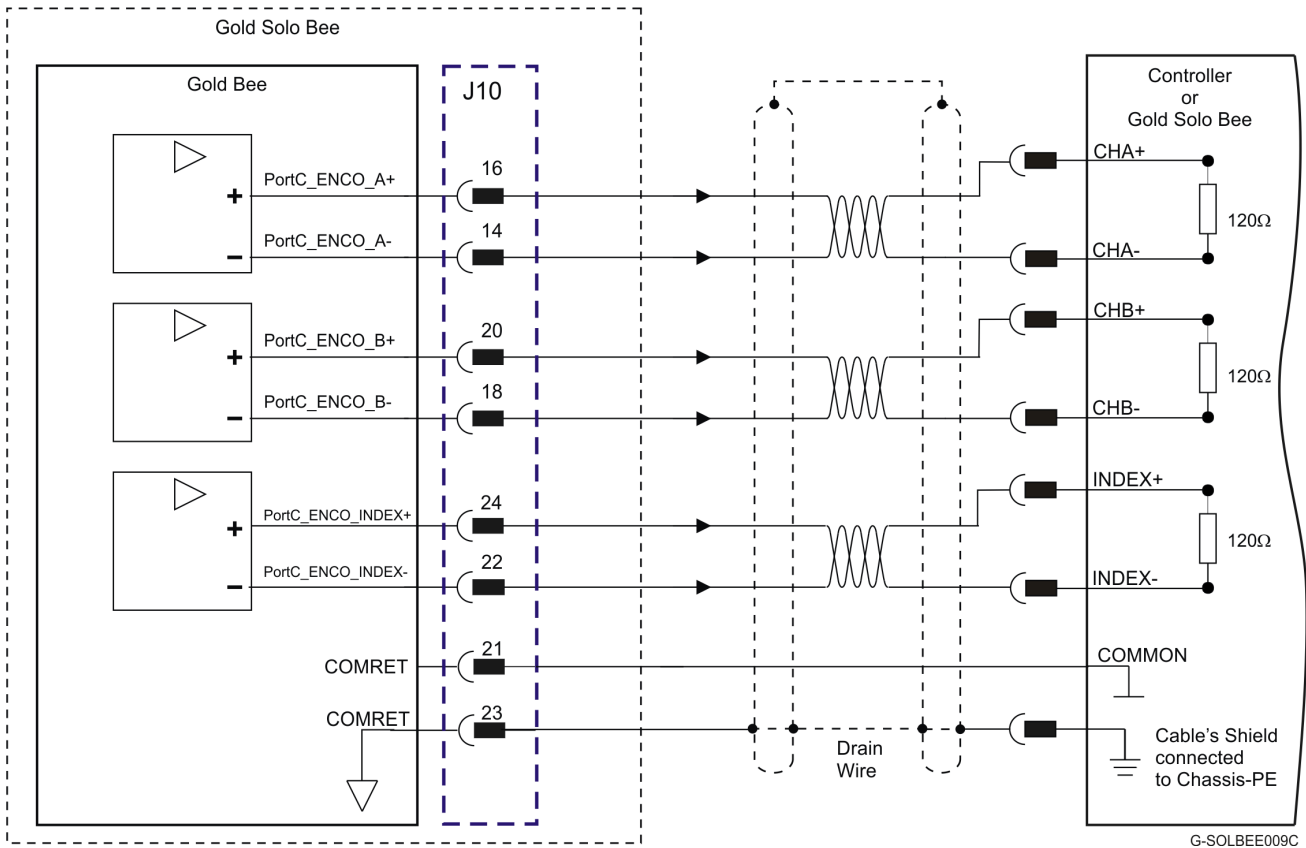 Gold Solo Bee
Gold Bee
J10
Controller
or
Gold Solo Bee
+
PortC_ENCO_A+
16
CHA+
120Ω
−
PortC_ENCO_A-
14
CHA-
+
PortC_ENCO_B+
20
CHB+
120Ω
−
PortC_ENCO_B-
18
CHB-
+
PortC_ENCO_INDEX+
24
INDEX+
120Ω
−
PortC_ENCO_INDEX-
22
INDEX-
COMRET
21
COMMON
COMRET
23
Drain
Wire
Cable's Shield
connected
to Chassis-PE
G-SOLBEE009C